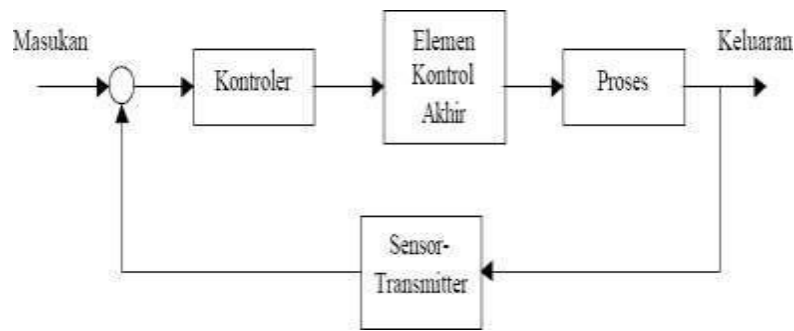 Masukan
Kontroler
Elemen
Kontrol
Akhir
Proses
Keluaran
Sensor-
Transmitter